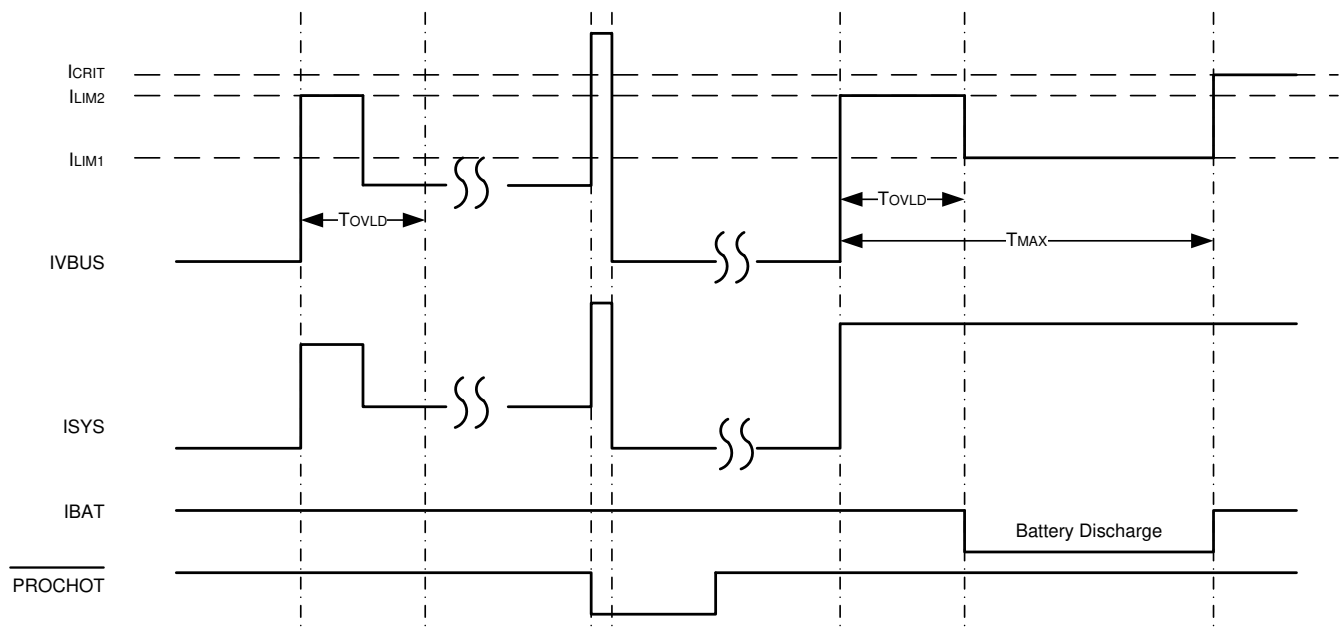 ICRIT
ILIM2
ILIM1
TOVLD
TOVLD
TMAX
IVBUS
ISYS
IBAT
Battery Discharge
PROCHOT